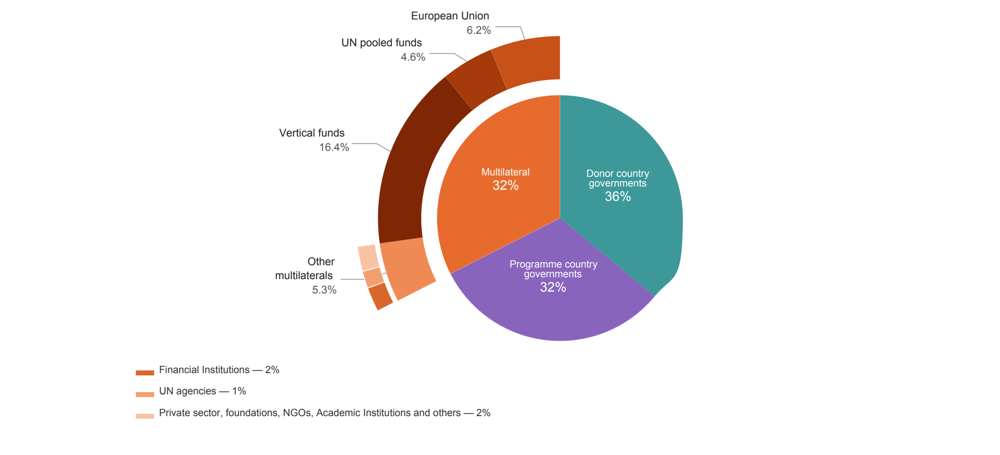 European Union
6.2%
UN pooled funds
4.6%
Vertical funds
16.4%
Multilateral
32%
Donor country
governments
36%
Other
multilaterals
5.3%
Programme country
governments
32%
Financial Institutions — 2%
UN agencies — 1%
Private sector, foundations, NGOs, Academic Institutions and others — 2%